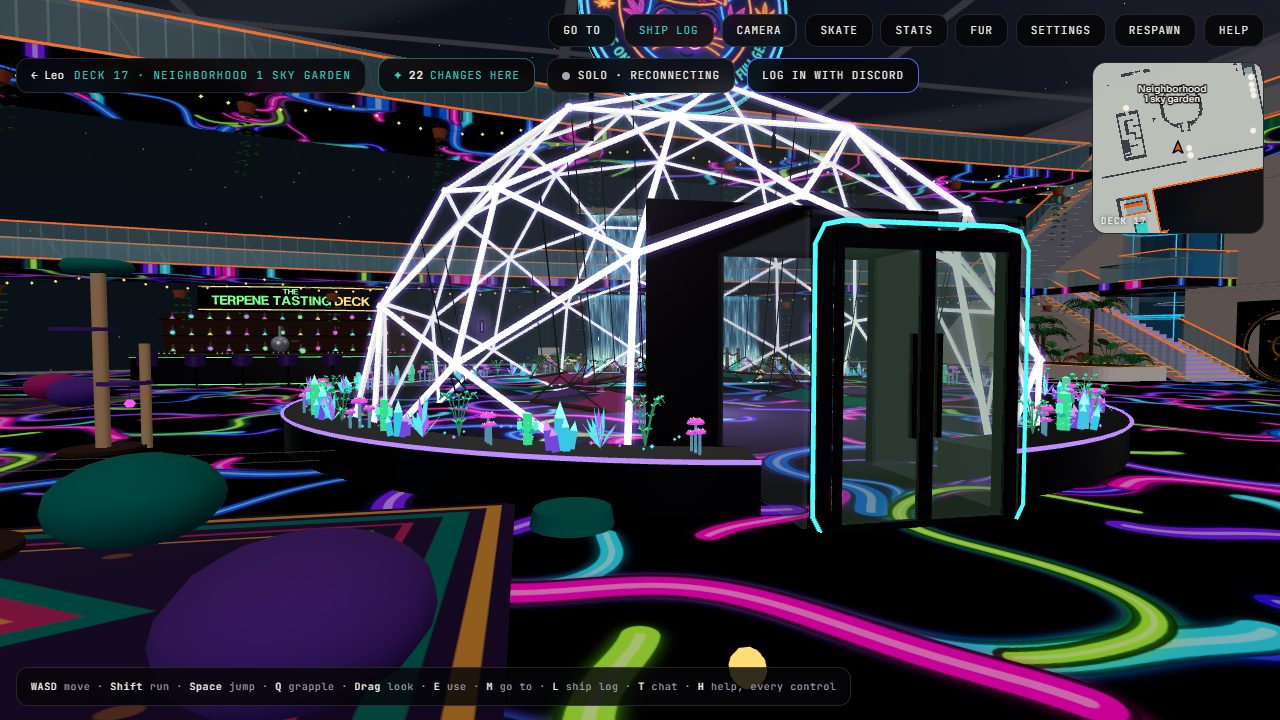 GO TO
SHIP LOG
CAMERA
SKATE
STATS
FUR
SETTINGS
RESPAWN
HELP
← Leo DECK 17 · NEIGHBORHOOD 1 SKY GARDEN
✦ 22 CHANGES HERE
SOLO · RECONNECTING
LOG IN WITH DISCORD
Neighborhood
1 sky garden
DECK 17
THE
TERPENE TASTING DECK
WASD move · Shift run · Space jump · Q grapple · Drag look · E use · M go to · L ship log · T chat · H help, every control